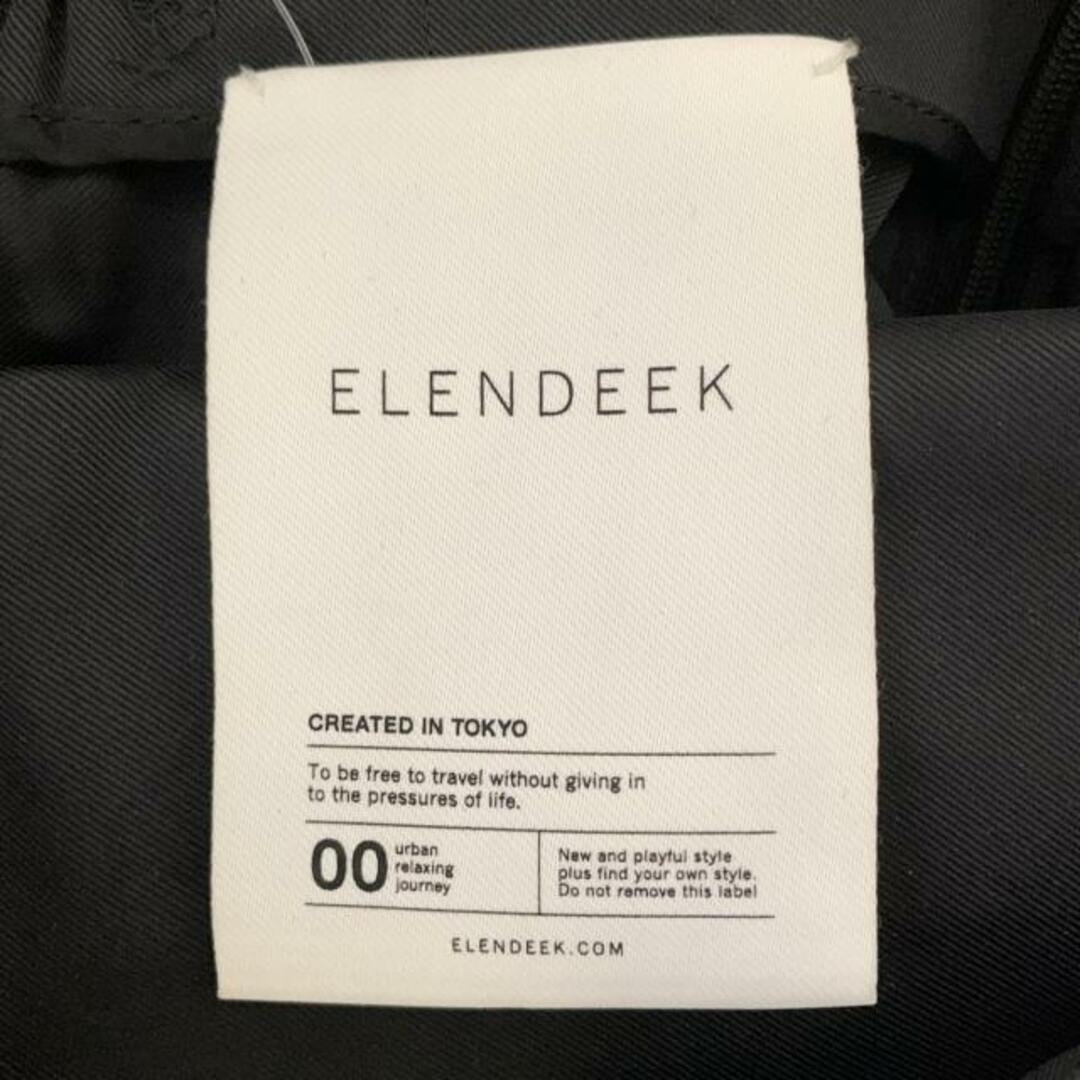 ELENDEEK
CREATED IN TOKYO
To be free to travel without giving in
to the pressures of life.
00
urban
relaxing
journey
New and playful style
plus find your own style.
Do not remove this label
ELENDEEK.COM